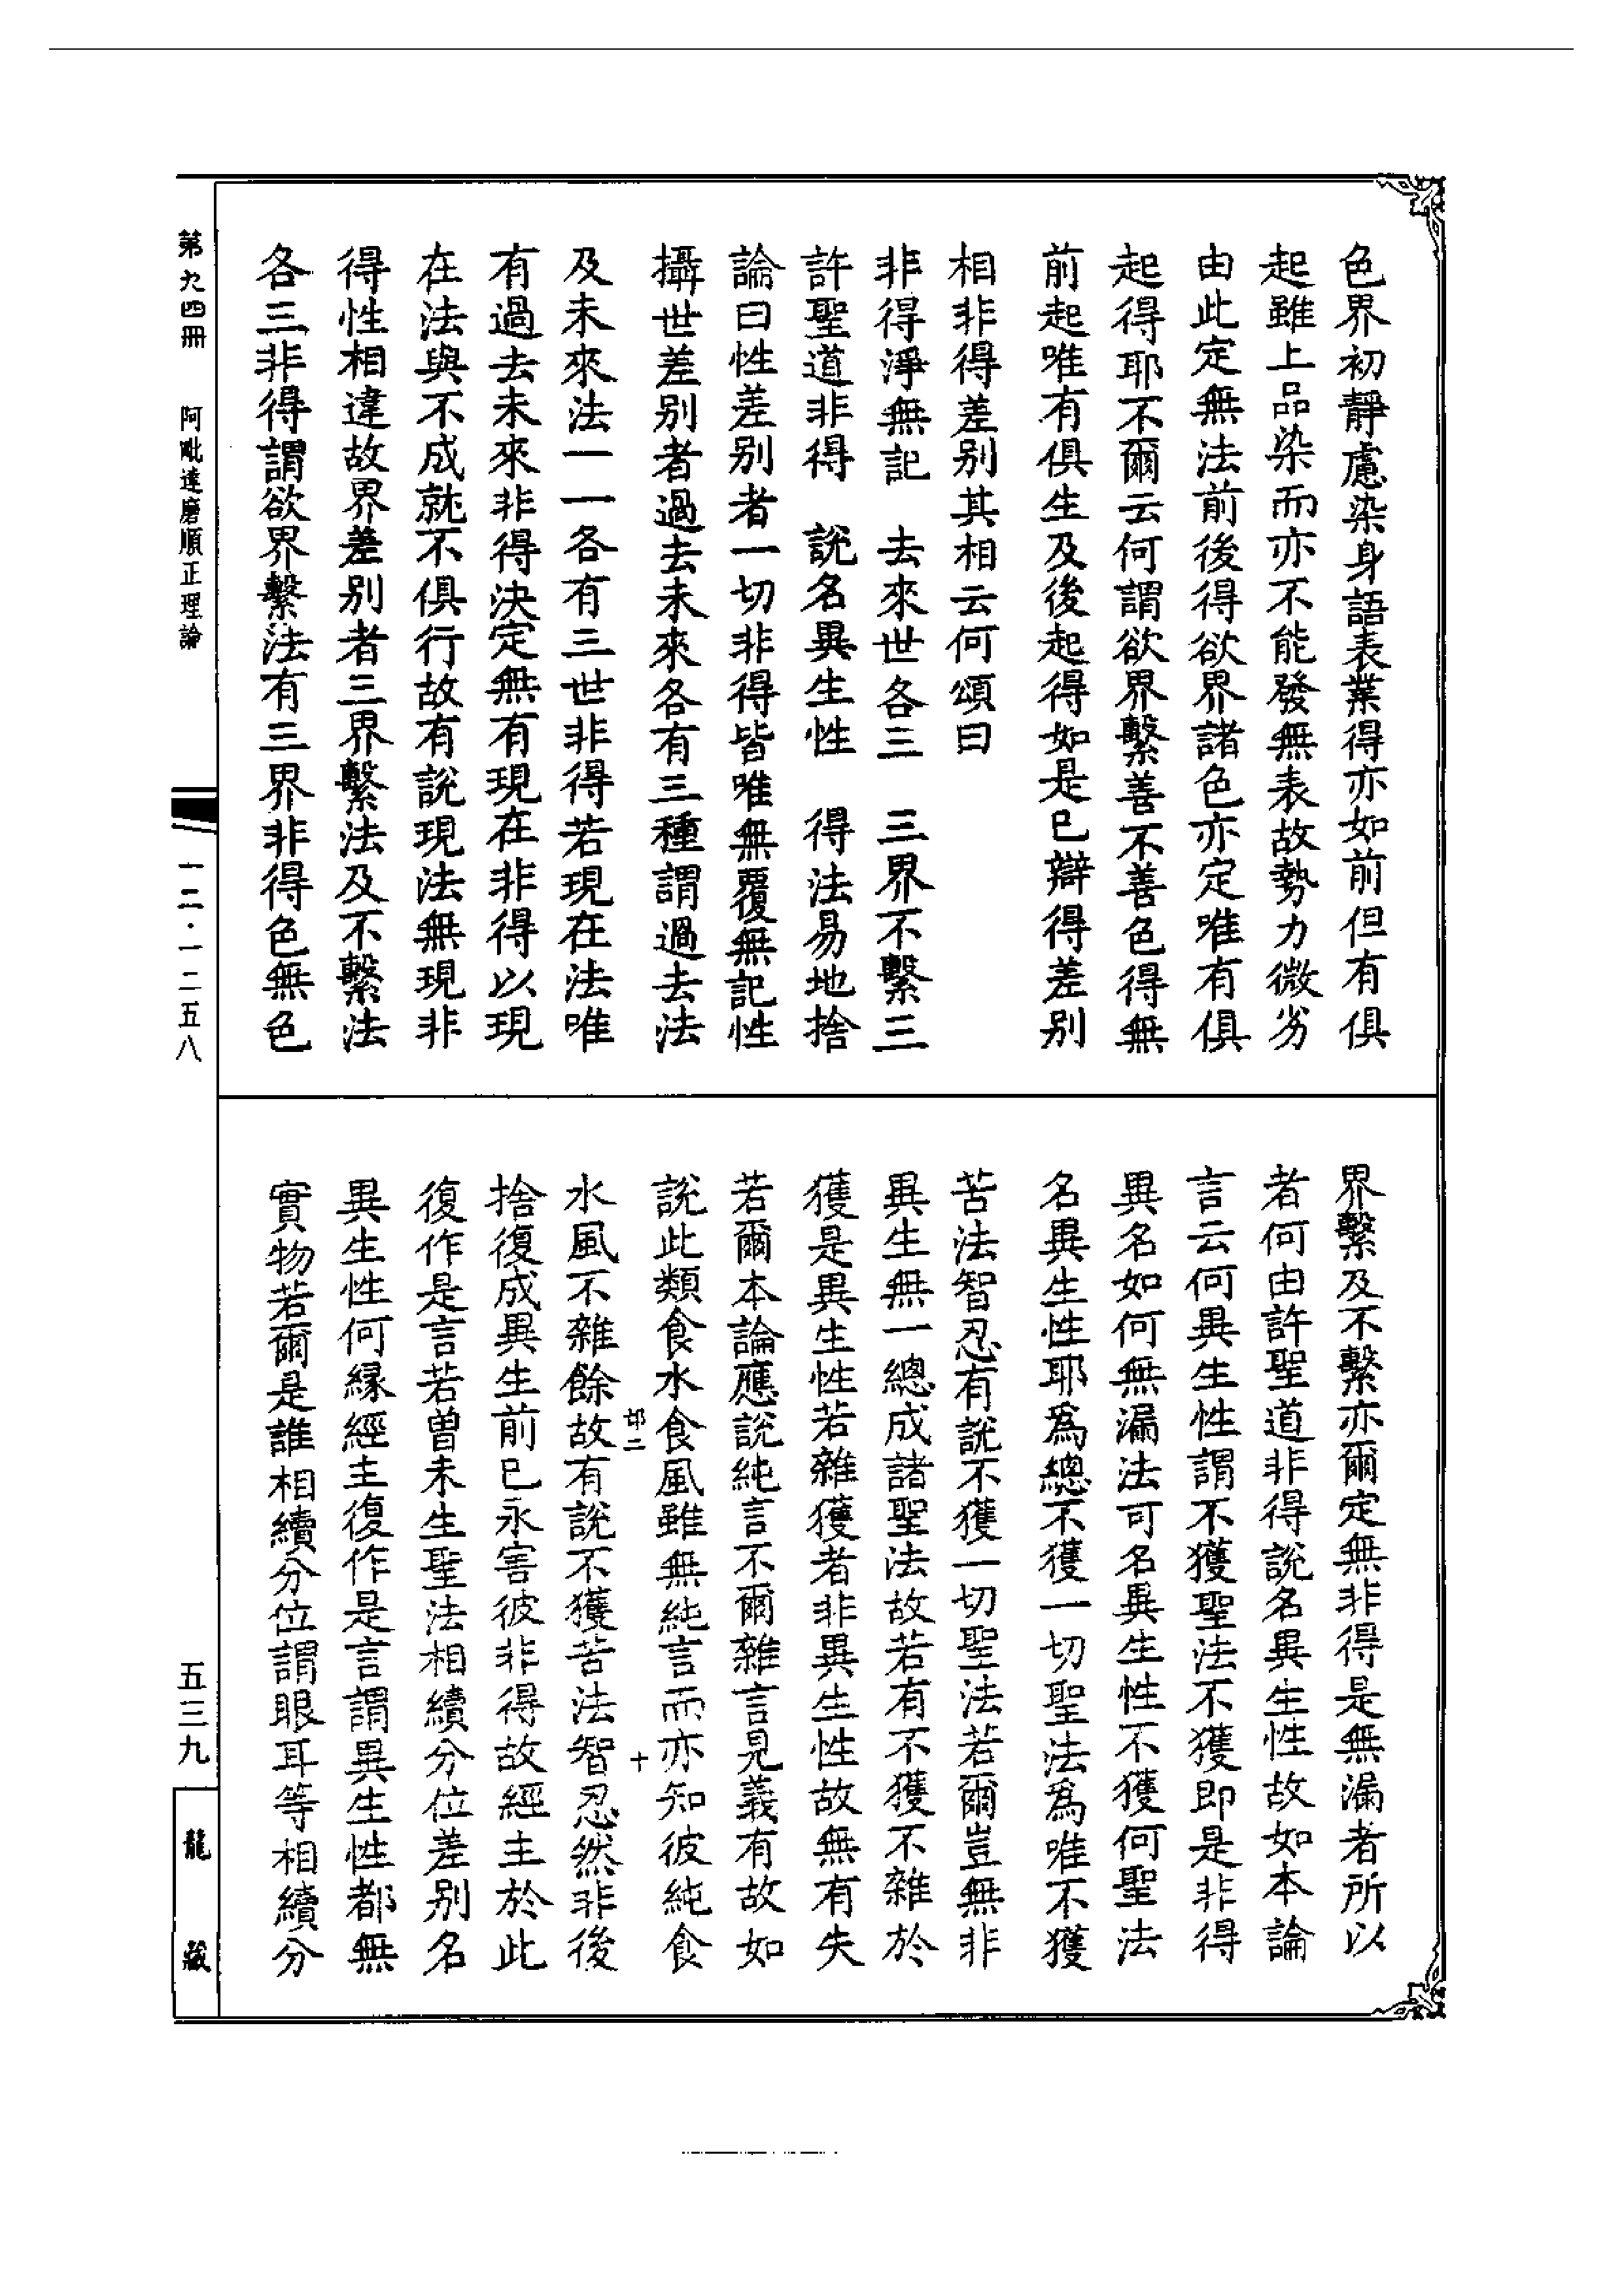 色界初靜慮染身語表業得亦如前但有俱
起雖上品染而亦不能發無表故勢力微劣
由此定無法前後得欲界諸色亦定唯有俱
起得耶不爾云何謂欲界繫善不善色得無
前起唯有俱生及後起得如是已辯得差別
相非得差別其相云何頌曰
非得淨無記　去來世各三　三界不繫三
許聖道非得　說名異生性　得法易地捨
論曰性差別者一切非得皆唯無覆無記性
攝世差別者過去未來各有三種謂過去法
及未來法一一各有三世非得若現在法唯
有過去未來非得決定無有現在非得以現
在法與不成就不俱行故有說現法無現非
得性相違故界差別者三界繫法及不繫法
各三非得謂欲界繫法有三界非得色無色
界繫及不繫亦爾定無非得是無漏者所以
者何由許聖道非得說名異生性故如本論
言云何異生性謂不獲聖法不獲即是非得
異名如何無漏法可名異生性不獲何聖法
名異生性耶為總不獲一切聖法為唯不獲
苦法智忍有說不獲一切聖法若爾豈無非
異生無一總成諸聖法故若有不獲不雜於
獲是異生性若雜獲者非異生性故無有失
若爾本論應說純言不爾雜言見義有故如
說此類食水食風雖無純言而亦知彼純食
邶二　十
水風不雜餘故有說不獲苦法智忍然非後
捨復成異生前已永害彼非得故經主於此
復作是言若曾未生聖法相續分位差別名
異生性何緣經主復作是言謂異生性都無
實物若爾是誰相續分位謂眼耳等相續分
第九四冊　阿毗達磨順正理論
一二·一二五八
五三九
龍藏